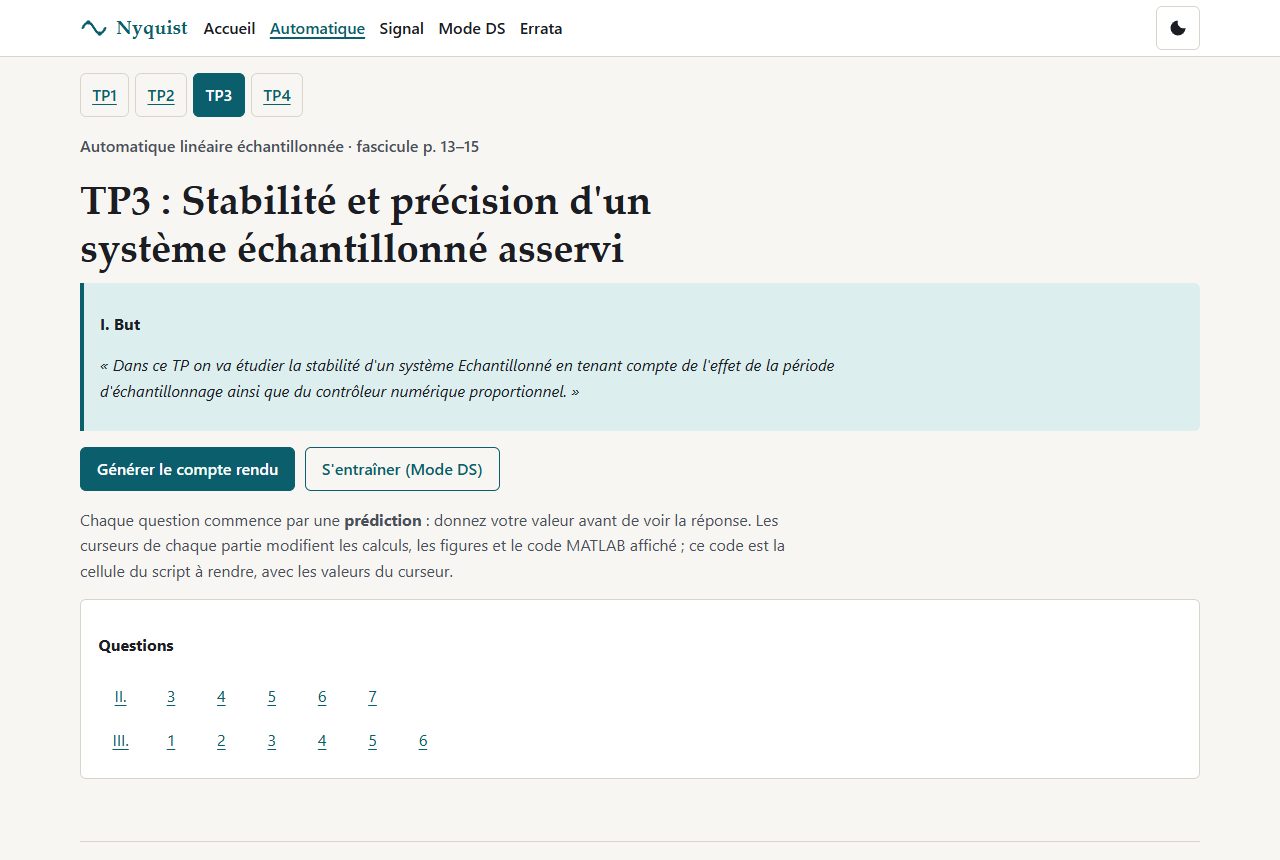 Nyquist Accueil Automatique Signal Mode DS Errata
TP1 TP2 TP3 TP4
Automatique linéaire échantillonnée · fascicule p. 13–15
TP3 : Stabilité et précision d'un
système échantillonné asservi
I. But
« Dans ce TP on va étudier la stabilité d'un système Echantillonné en tenant compte de l'effet de la période
d'échantillonnage ainsi que du contrôleur numérique proportionnel. »
Générer le compte rendu S'entraîner (Mode DS)
Chaque question commence par une prédiction : donnez votre valeur avant de voir la réponse. Les
curseurs de chaque partie modifient les calculs, les figures et le code MATLAB affiché ; ce code est la
cellule du script à rendre, avec les valeurs du curseur.
Questions
II. 3 4 5 6 7
III. 1 2 3 4 5 6